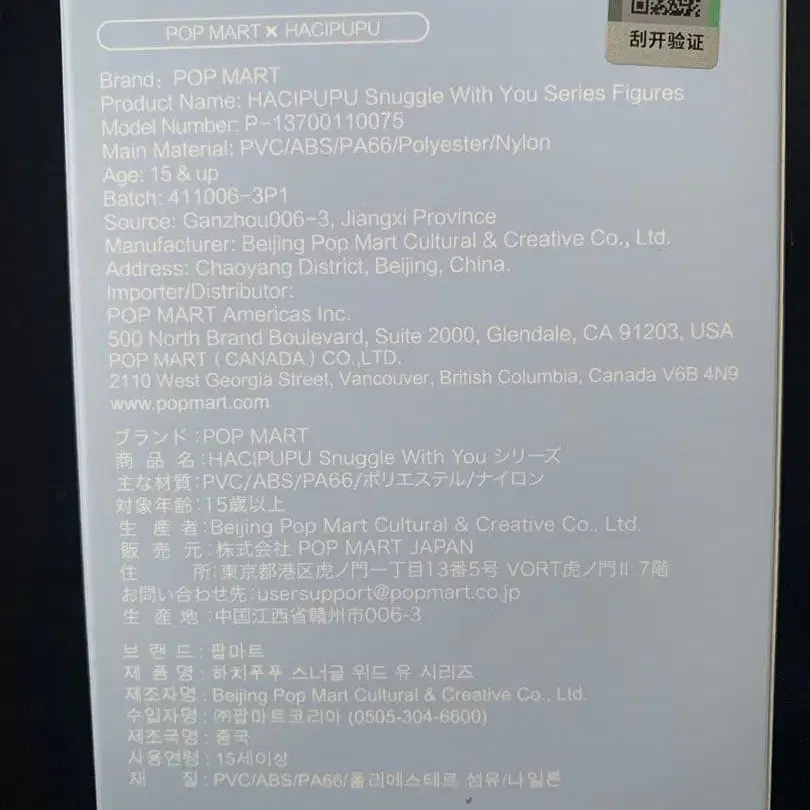 POP MART × HACIPUPU
刮开验证
Brand: POP MART
Product Name: HACIPUPU Snuggle With You Series Figures
Model Number: P-13700110075
Main Material: PVC/ABS/PA66/Polyester/Nylon
Age: 15 & up
Batch: 411006-3P1
Source: Ganzhou006-3, Jiangxi Province
Manufacturer: Beijing Pop Mart Cultural & Creative Co., Ltd.
Address: Chaoyang District, Beijing, China.
Importer/Distributor:
POP MART Americas Inc.
500 North Brand Boulevard, Suite 2000, Glendale, CA 91203, USA
POP MART (CANADA) CO.,LTD.
2110 West Georgia Street, Vancouver, British Columbia, Canada V6B 4N9
www.popmart.com
ブランド:POP MART
商 品 名:HACIPUPU Snuggle With You シリーズ
主な材質:PVC/ABS/PA66/ポリエステル/ナイロン
対象年齢:15歳以上
生 産 者:Beijing Pop Mart Cultural & Creative Co., Ltd.
販 売 元:株式会社 POP MART JAPAN
住 所:東京都港区虎ノ門一丁目13番5号 VORT虎ノ門II 7階
お問い合わせ先:usersupport@popmart.co.jp
生 産 地:中国江西省贛州市006-3
브 랜 드 : 팝마트
제 품 명 : 하치푸푸 스너글 위드 유 시리즈
제조자명 : Beijing Pop Mart Cultural & Creative Co., Ltd.
수입자명 : ㈜팝마트코리아 (0505-304-6600)
제조국명 : 중국
사용연령 : 15세이상
재 질 : PVC/ABS/PA66/폴리에스테르 섬유/나일론